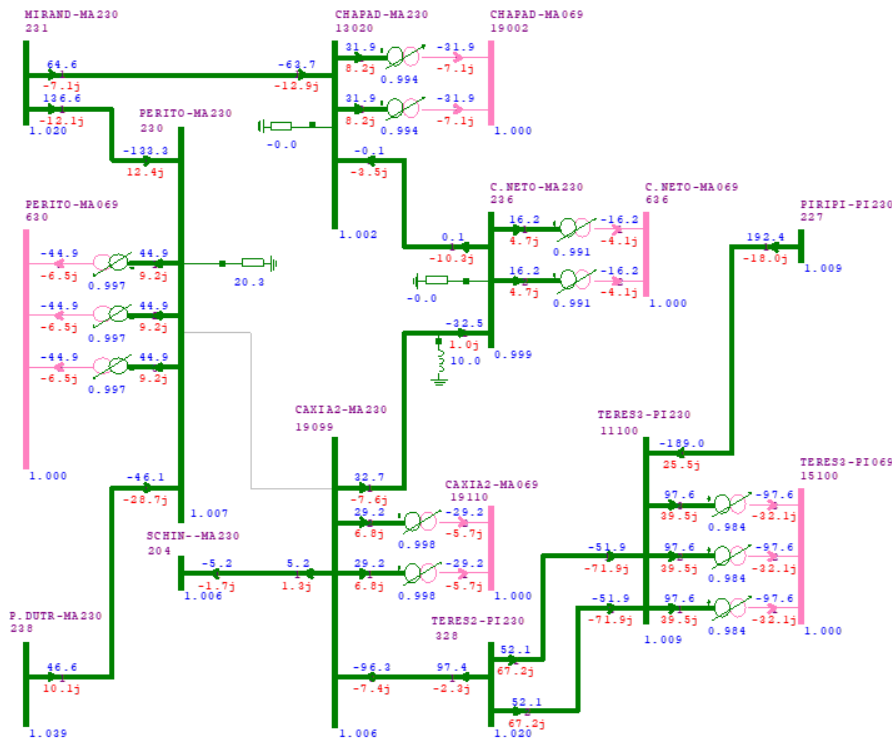 MIRAND-MA230
231
64.6
-7.1j
136.6
-12.1j
1.020
-63.7
-12.9j
CHAPAD-MA230
13020
31.9
8.2j
0.994
-31.9
-7.1j
31.9
8.2j
0.994
-31.9
-7.1j
CHAPAD-MA069
19002
1.000
-0.0
-0.1
-3.5j
1.002
PERITO-MA230
230
-133.3
12.4j
PERITO-MA069
630
-44.9
-6.5j
0.997
44.9
9.2j
-44.9
-6.5j
0.997
44.9
9.2j
-44.9
-6.5j
0.997
44.9
9.2j
20.3
1.000
-46.1
-28.7j
1.007
C.NETO-MA230
236
16.2
4.7j
0.991
-16.2
-4.1j
16.2
4.7j
0.991
-16.2
-4.1j
C.NETO-MA069
636
1.000
0.1
-10.3j
-0.0
-32.5
1.0j
10.0
0.999
PIRIPI-PI230
227
192.4
-18.0j
1.009
CAXIA2-MA230
19099
32.7
-7.6j
29.2
6.8j
0.998
-29.2
-5.7j
29.2
6.8j
0.998
-29.2
-5.7j
CAXIA2-MA069
19110
1.000
SCHIN--MA230
204
-5.2
-1.7j
5.2
1.3j
1.006
P.DUTR-MA230
238
46.6
10.1j
1.039
-96.3
-7.4j
97.4
-2.3j
1.006
TERES2-PI230
328
52.1
67.2j
52.1
67.2j
1.020
TERES3-PI230
11100
-189.0
25.5j
97.6
39.5j
0.984
-97.6
-32.1j
-51.9
-71.9j
97.6
39.5j
0.984
-97.6
-32.1j
-51.9
-71.9j
97.6
39.5j
0.984
-97.6
-32.1j
1.009
TERES3-PI069
15100
1.000